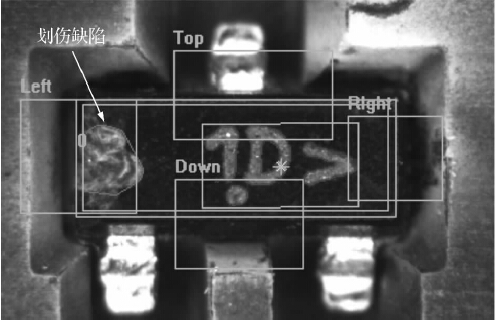 划伤缺陷
Top
Left
Right
0
1D>
Down